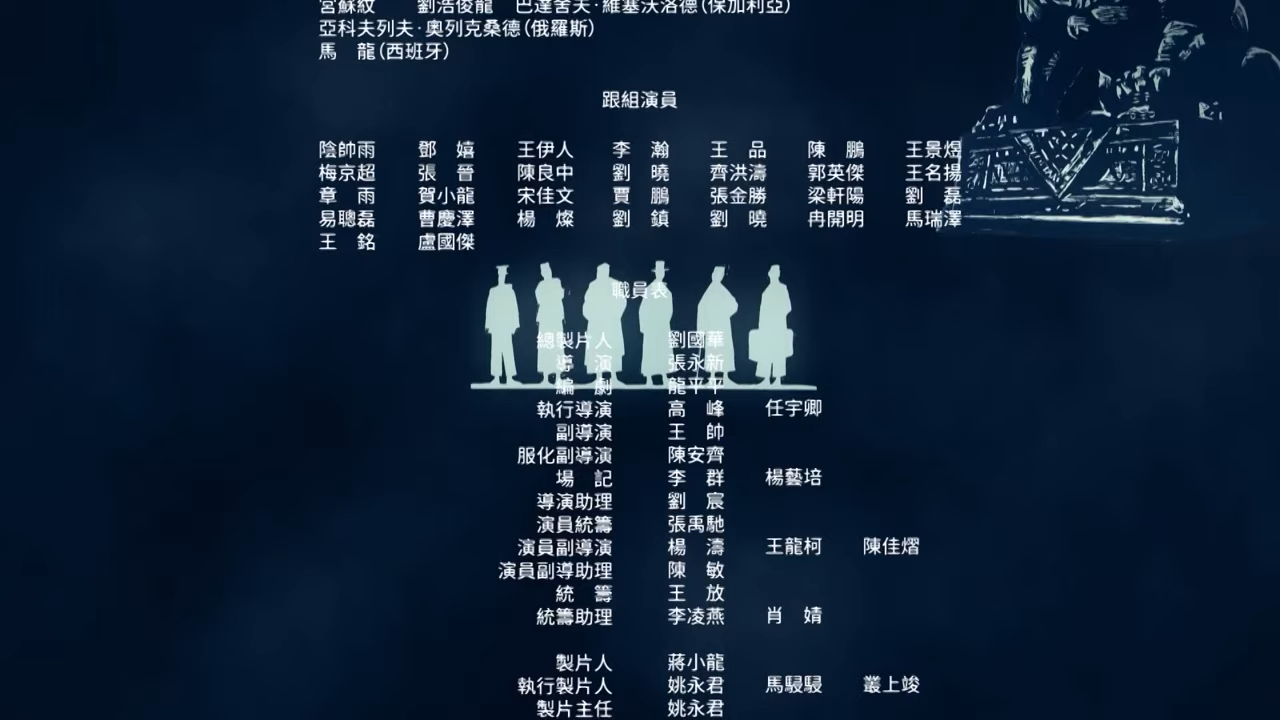 宮蘇紋 劉浩俊龍 巴達舍夫·維塞沃洛德(保加利亞)
亞科夫列夫·奧列克桑德(俄羅斯)
馬 龍(西班牙)
跟組演員
陰帥雨 鄧 嬉 王伊人 李 瀚 王 品 陳 鵬 王景煜
梅京超 張 晉 陳良中 劉 曉 齊洪濤 郭英傑 王名揚
章 雨 賀小龍 宋佳文 賈 鵬 張金勝 梁軒陽 劉 磊
易聰磊 曹慶澤 楊 燦 劉 鎮 劉 曉 冉開明 馬瑞澤
王 銘 盧國傑
職員表
總製片人 劉國華
導 演 張永新
編 劇 龍平平
執行導演 高 峰 任宇卿
副導演 王 帥
服化副導演 陳安齊
場 記 李 群 楊藝培
導演助理 劉 宸
演員統籌 張禹馳
演員副導演 楊 濤 王龍柯 陳佳熠
演員副導助理 陳 敏
統 籌 王 放
統籌助理 李凌燕 肖 婧
製片人 蔣小龍
執行製片人 姚永君 馬駸駸 叢上竣
製片主任 姚永君